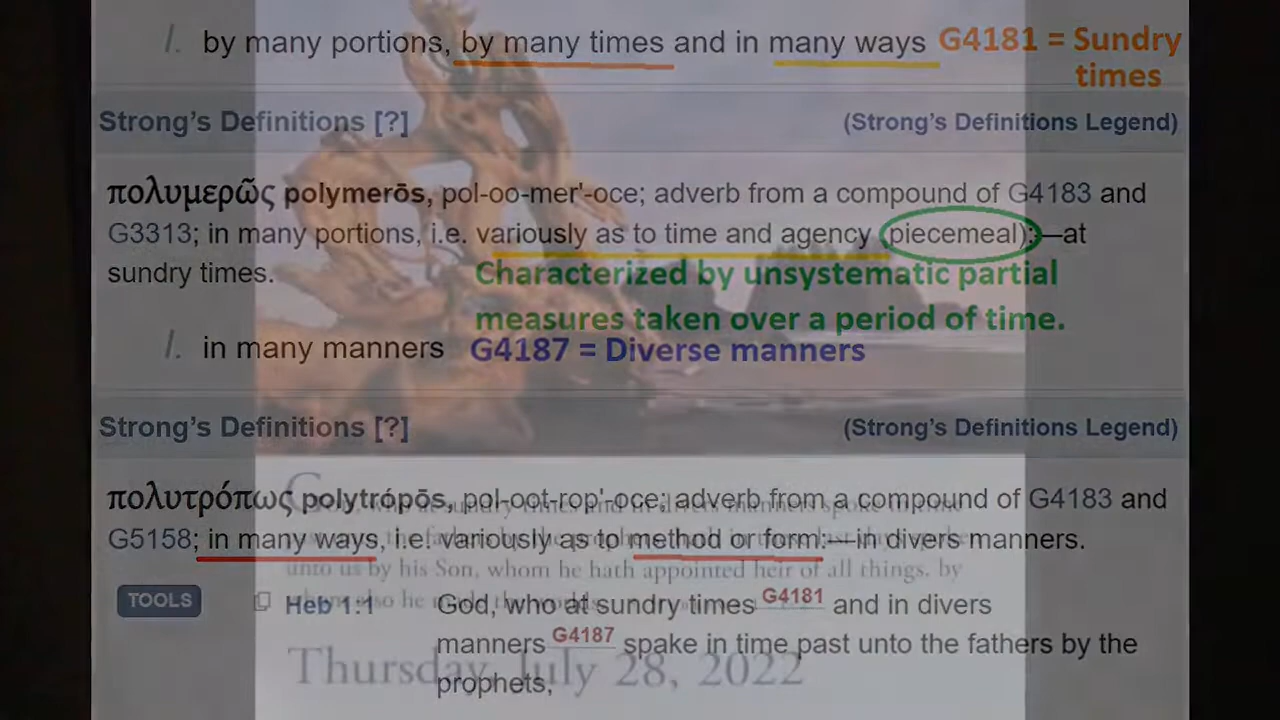 I. by many portions, by many times and in many ways G4181 = Sundry
times
Strong's Definitions [?] (Strong's Definitions Legend)
πολυμερῶς polymerōs, pol-oo-mer'-oce; adverb from a compound of G4183 and
G3313; in many portions, i.e. variously as to time and agency (piecemeal):—at
sundry times. Characterized by unsystematic partial
measures taken over a period of time.
I. in many manners G4187 = Diverse manners
Strong's Definitions [?] (Strong's Definitions Legend)
πολυτρόπως polytrópōs, pol-oot-rop'-oce; adverb from a compound of G4183 and
G5158; in many ways, i.e. variously as to method or form:—in divers manners.
unto us by his Son, whom he hath appointed heir of all things, by
TOOLS Heb 1:1 God, who at sundry times G4181 and in divers
manners G4187 spake in time past unto the fathers by the
prophets,
Thursday, July 28, 2022